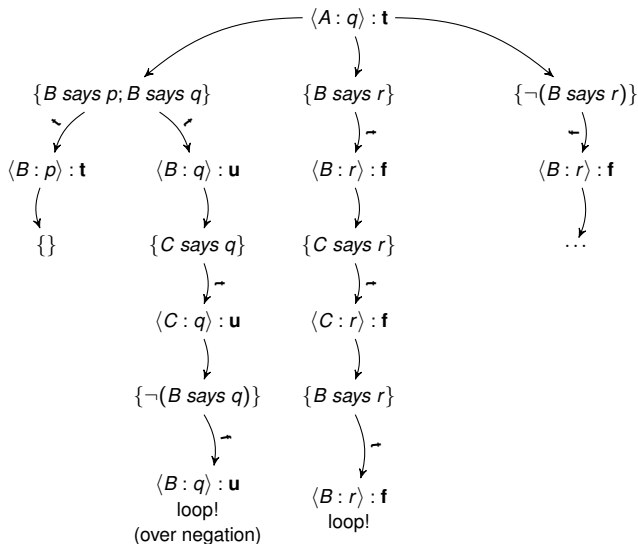 ⟨A : q⟩ : t
{B says p; B says q} {B says r} {¬(B says r)}
⟨B : p⟩ : t ⟨B : q⟩ : u ⟨B : r⟩ : f ⟨B : r⟩ : f
{} {C says q} {C says r} ···
⟨C : q⟩ : u ⟨C : r⟩ : f
{¬(B says q)} {B says r}
⟨B : q⟩ : u ⟨B : r⟩ : f
loop! loop!
(over negation)